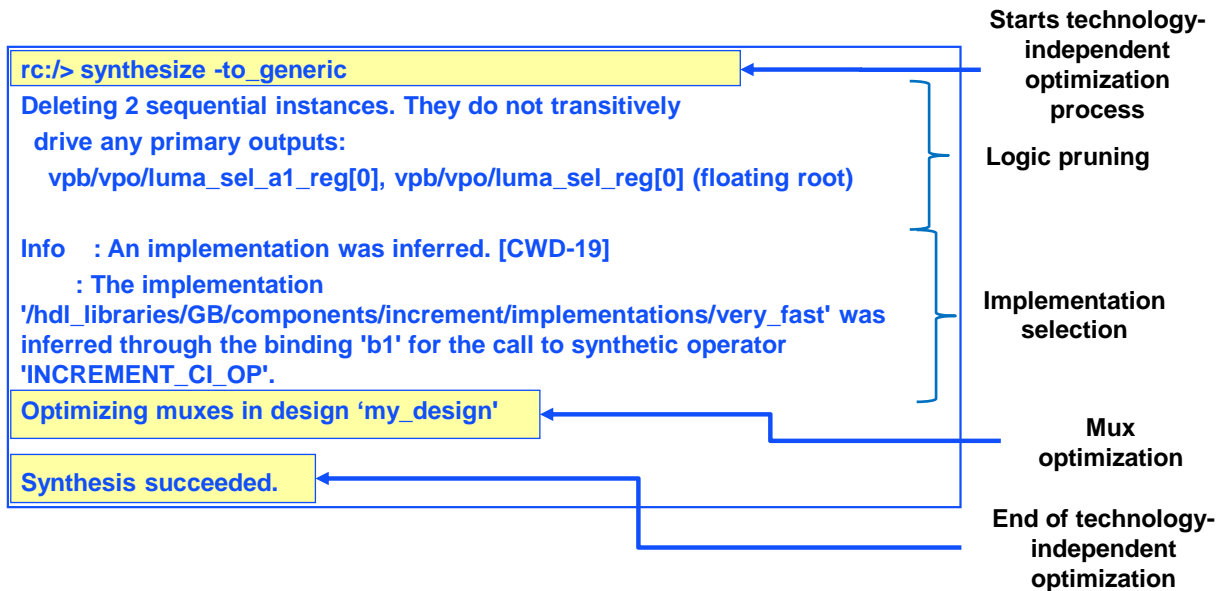 Starts technology-
independent
optimization
process
rc:/> synthesize -to_generic
Deleting 2 sequential instances. They do not transitively
drive any primary outputs:
vpb/vpo/luma_sel_a1_reg[0], vpb/vpo/luma_sel_reg[0] (floating root)
Logic pruning
Info : An implementation was inferred. [CWD-19]
: The implementation
'/hdl_libraries/GB/components/increment/implementations/very_fast' was
inferred through the binding 'b1' for the call to synthetic operator
'INCREMENT_CI_OP'.
Implementation
selection
Optimizing muxes in design ‘my_design'
Mux
optimization
Synthesis succeeded.
End of technology-
independent
optimization